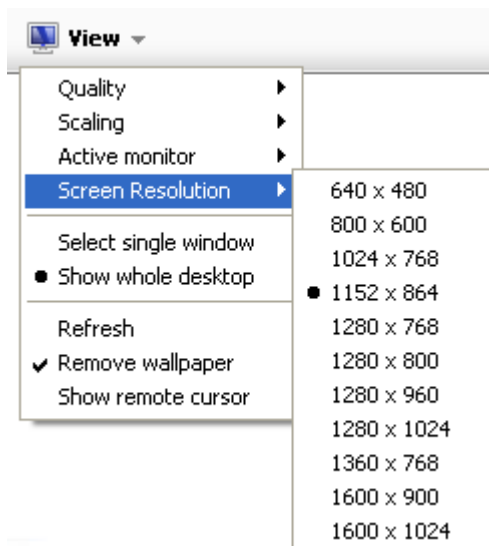 View
Quality
Scaling
Active monitor
Screen Resolution
Select single window
Show whole desktop
Refresh
Remove wallpaper
Show remote cursor
640 x 480
800 x 600
1024 x 768
1152 x 864
1280 x 768
1280 x 800
1280 x 960
1280 x 1024
1360 x 768
1600 x 900
1600 x 1024